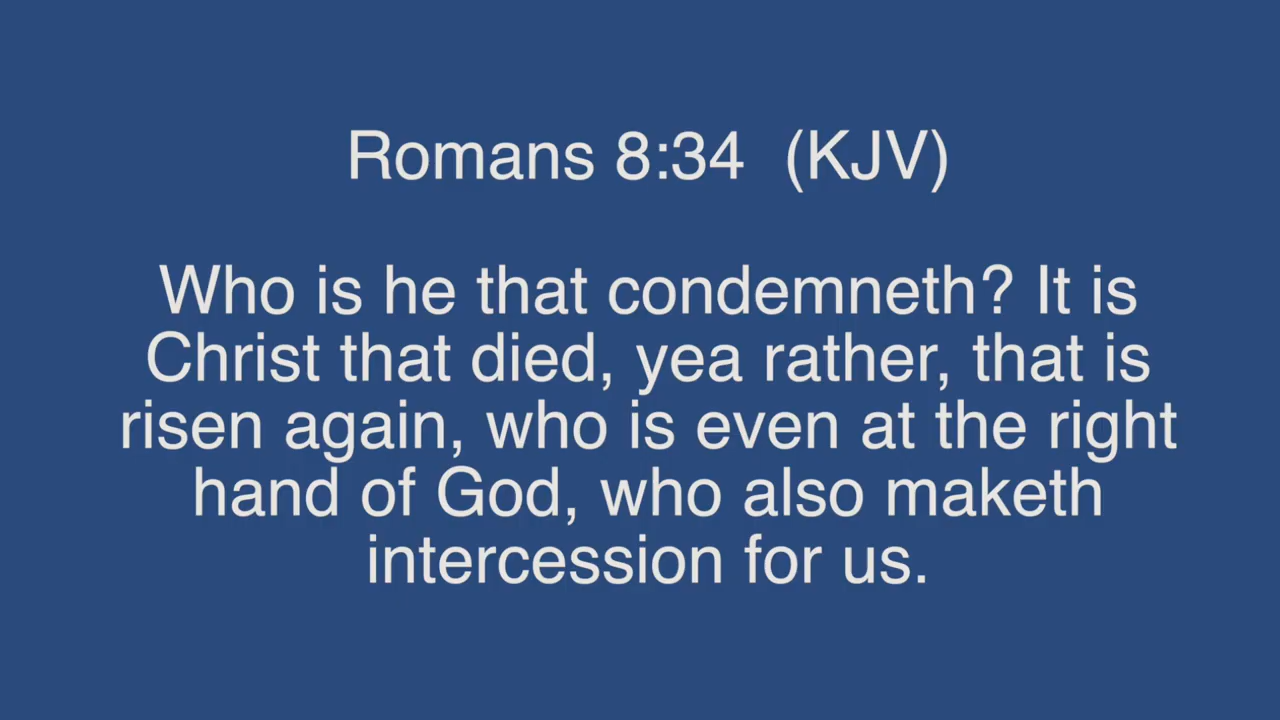 Romans 8:34  (KJV)
Who is he that condemneth? It is
Christ that died, yea rather, that is
risen again, who is even at the right
hand of God, who also maketh
intercession for us.